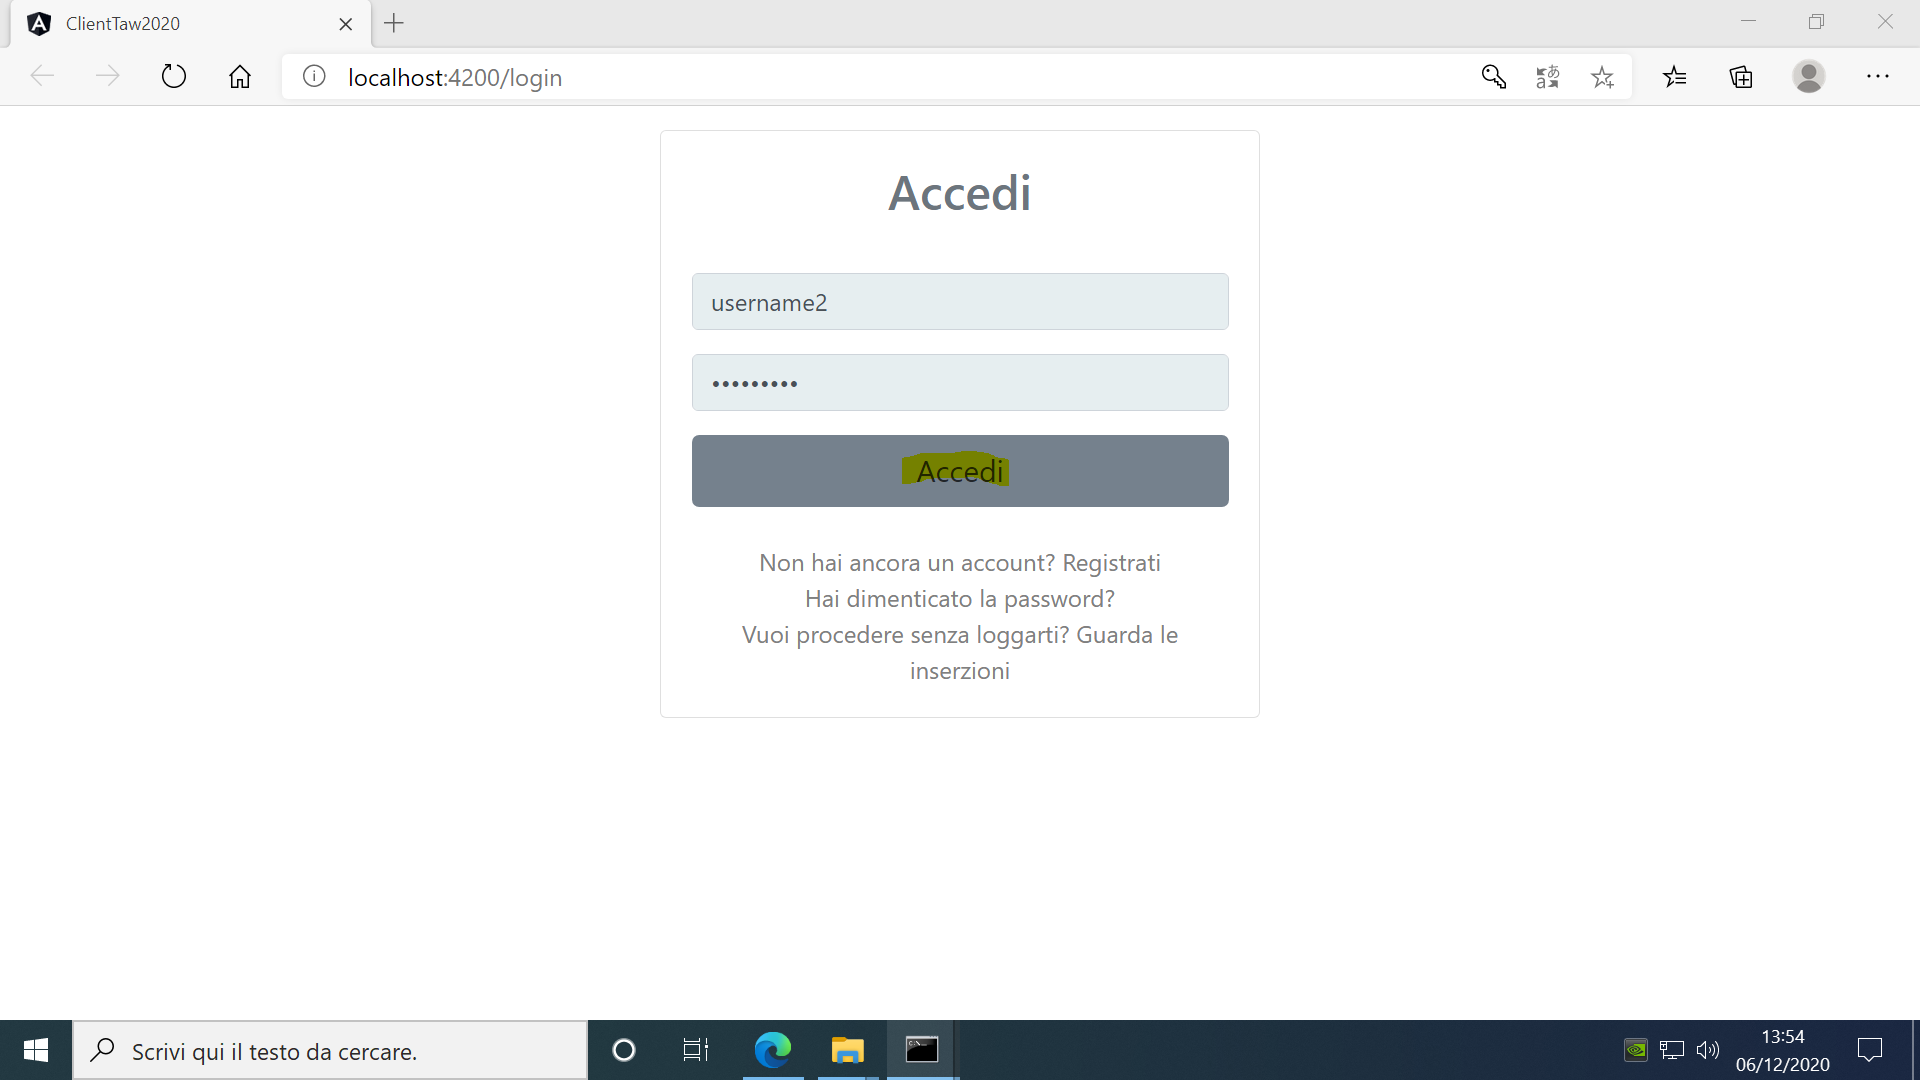 ClientTaw2020
localhost:4200/login
Accedi
username2
•••••••••
Accedi
Non hai ancora un account? Registrati
Hai dimenticato la password?
Vuoi procedere senza loggarti? Guarda le
inserzioni
Scrivi qui il testo da cercare.
13:54
06/12/2020